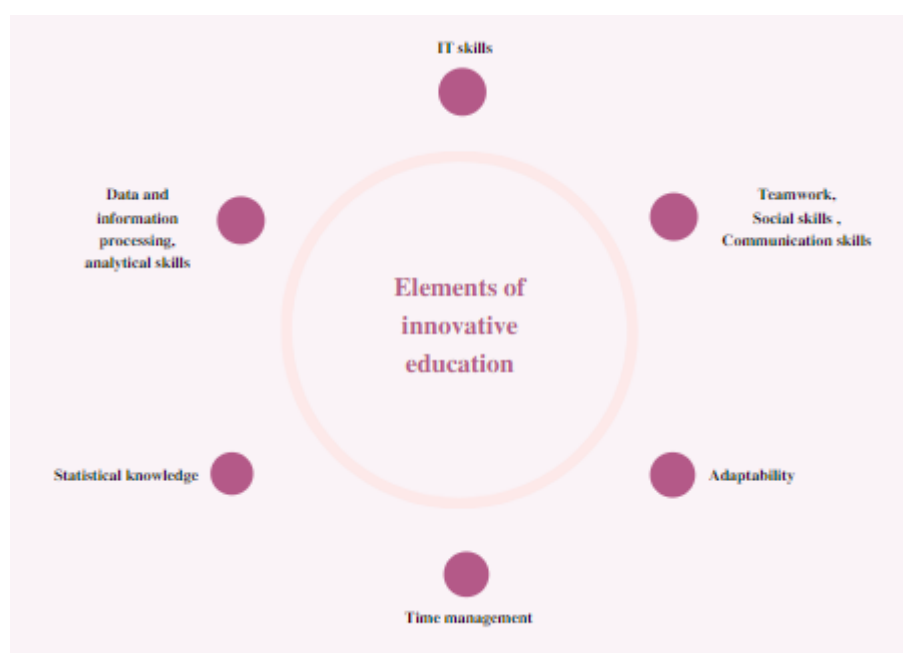 IT skills
Data and
information
processing,
analytical skills
Teamwork,
Social skills ,
Communication skills
Elements of
innovative
education
Statistical knowledge
Adaptability
Time management